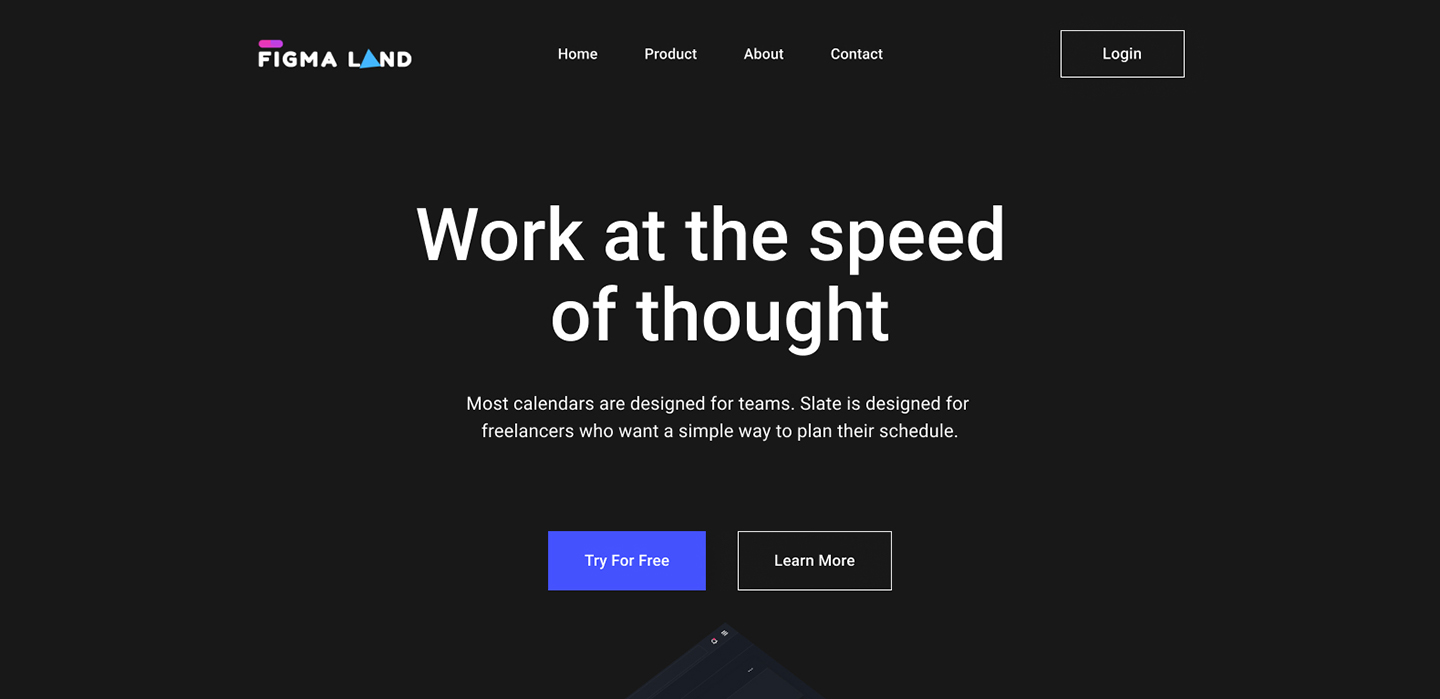 FIGMA LAND
Home
Product
About
Contact
Login
Work at the speed
of thought
Most calendars are designed for teams. Slate is designed for
freelancers who want a simple way to plan their schedule.
Try For Free
Learn More